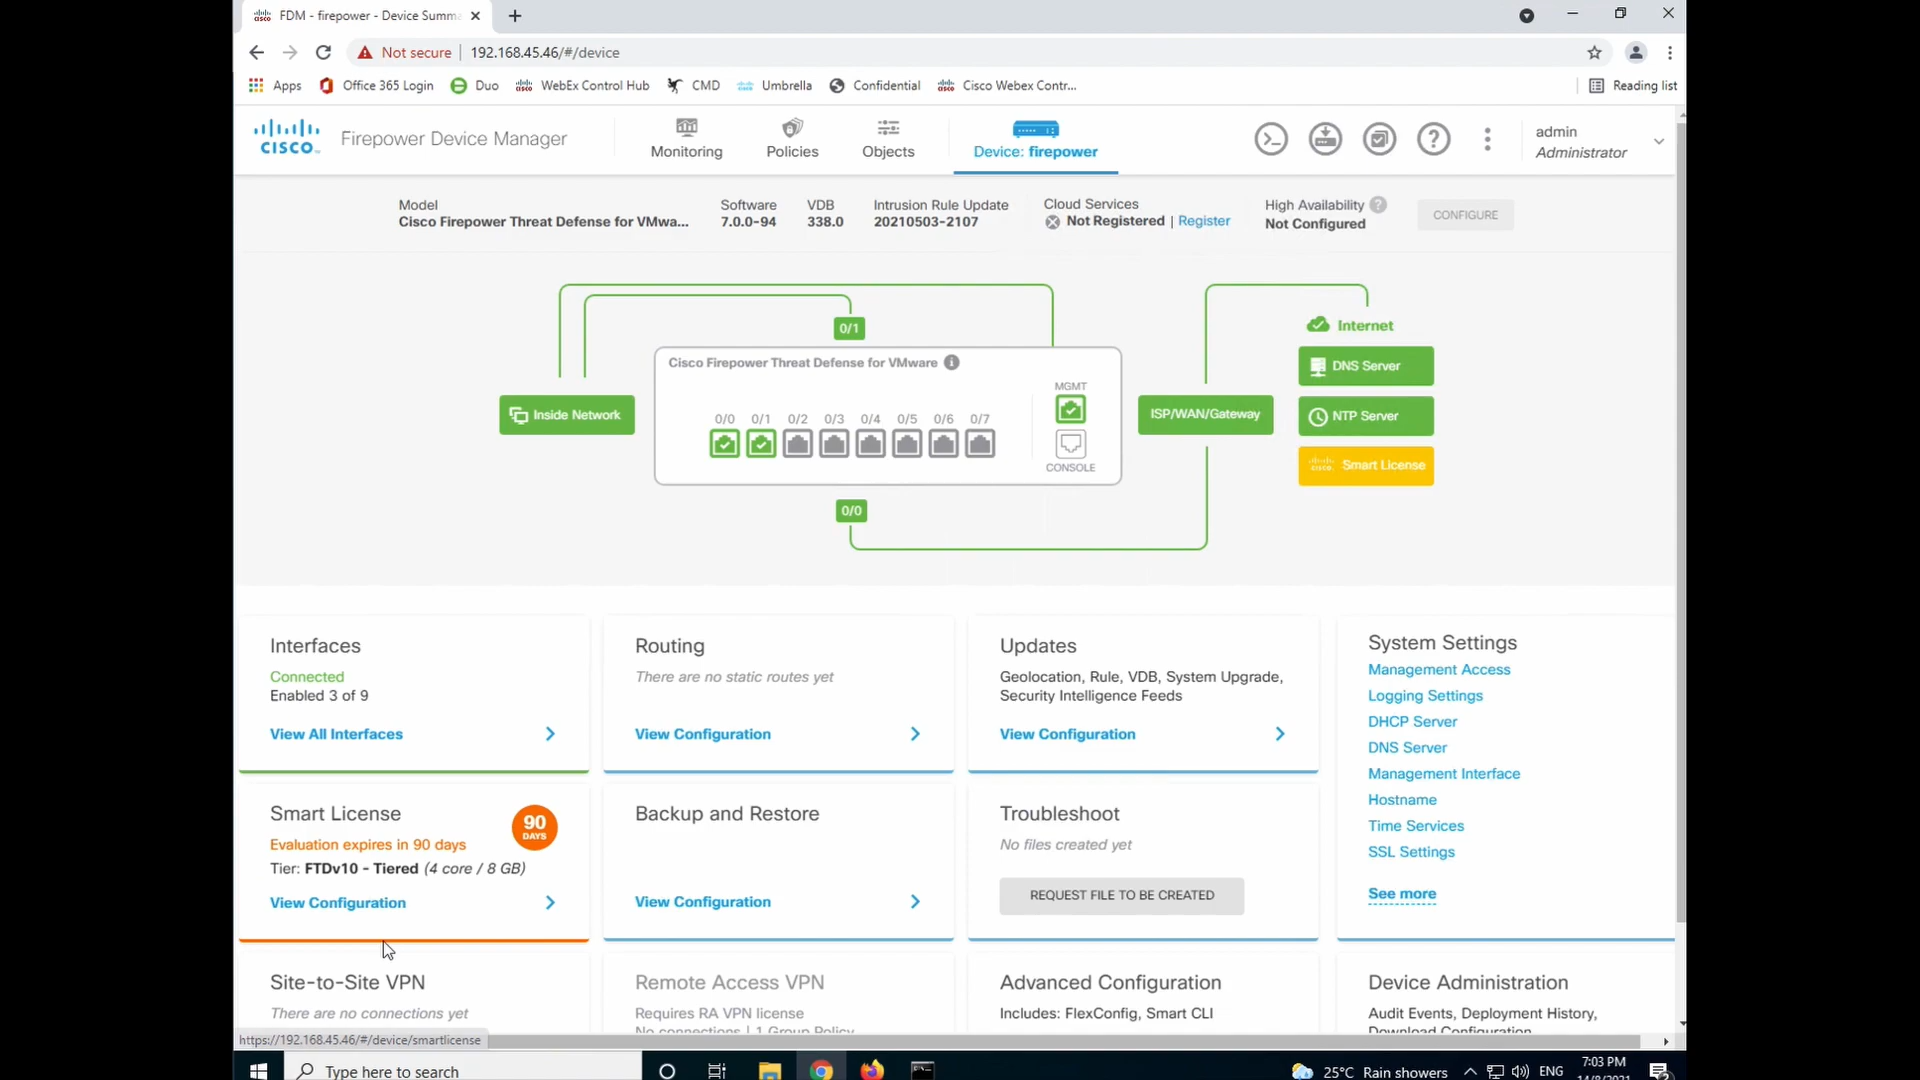 FDM - firepower - Device Summa
Not secure | 192.168.45.46/#/device
Apps Office 365 Login Duo WebEx Control Hub CMD Umbrella Confidential Cisco Webex Contr... Reading list
CISCO Firepower Device Manager
Monitoring Policies Objects Device: firepower
admin
Administrator
Model
Cisco Firepower Threat Defense for VMwa...
Software
7.0.0-94
VDB
338.0
Intrusion Rule Update
20210503-2107
Cloud Services
Not Registered | Register
High Availability
Not Configured
CONFIGURE
0/1
Internet
Cisco Firepower Threat Defense for VMware
DNS Server
MGMT
Inside Network
0/0 0/1 0/2 0/3 0/4 0/5 0/6 0/7
ISP/WAN/Gateway
NTP Server
CONSOLE
Smart License
0/0
Interfaces
Connected
Enabled 3 of 9
View All Interfaces
Routing
There are no static routes yet
View Configuration
Updates
Geolocation, Rule, VDB, System Upgrade,
Security Intelligence Feeds
View Configuration
System Settings
Management Access
Logging Settings
DHCP Server
DNS Server
Management Interface
Hostname
Time Services
SSL Settings
See more
Smart License
Evaluation expires in 90 days
90
DAYS
Tier: FTDv10 - Tiered (4 core / 8 GB)
View Configuration
Backup and Restore
View Configuration
Troubleshoot
No files created yet
REQUEST FILE TO BE CREATED
Site-to-Site VPN
There are no connections yet
Remote Access VPN
Requires RA VPN license
No connections | 1 Group Policy
Advanced Configuration
Includes: FlexConfig, Smart CLI
Device Administration
Audit Events, Deployment History,
Download Configuration
https://192.168.45.46/#/device/smartlicense
Type here to search
25°C Rain showers
ENG
7:03 PM